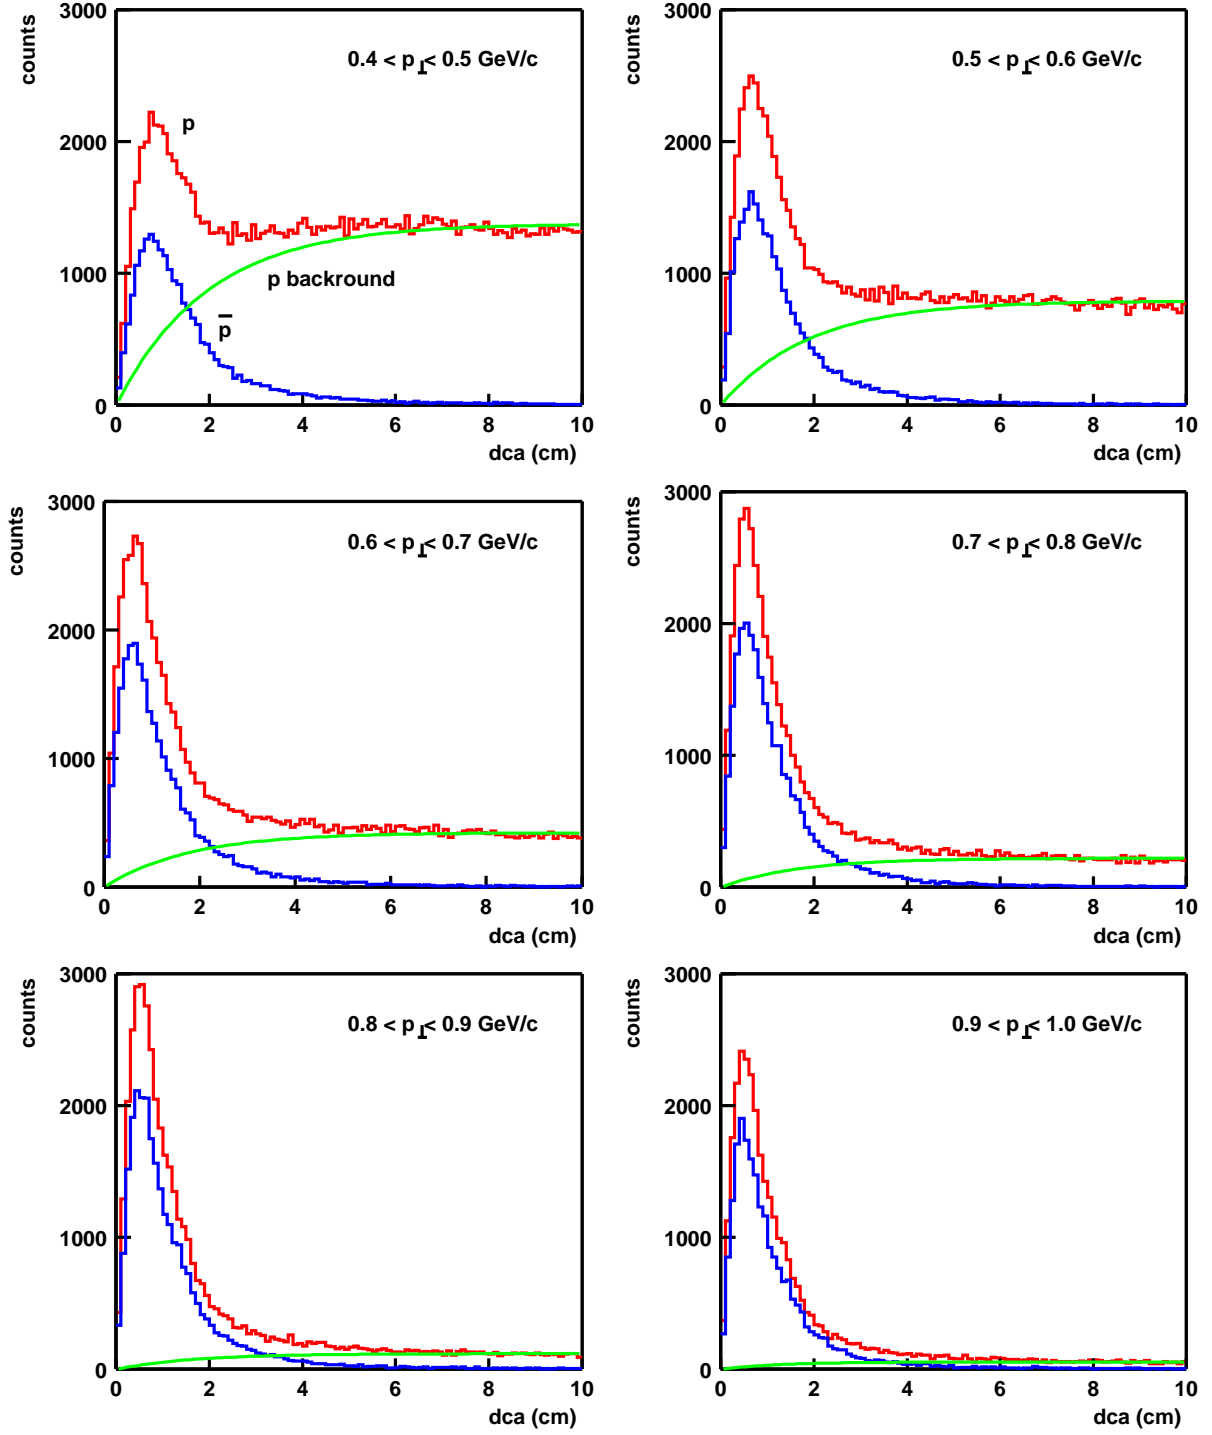 counts
3000
2000
1000
0
0.4 < p⊥ < 0.5 GeV/c
p
p backround
p̅
0 2 4 6 8 10
dca (cm)
counts
3000
2000
1000
0
0.5 < p⊥ < 0.6 GeV/c
0 2 4 6 8 10
dca (cm)
counts
3000
2000
1000
0
0.6 < p⊥ < 0.7 GeV/c
0 2 4 6 8 10
dca (cm)
counts
3000
2000
1000
0
0.7 < p⊥ < 0.8 GeV/c
0 2 4 6 8 10
dca (cm)
counts
3000
2000
1000
0
0.8 < p⊥ < 0.9 GeV/c
0 2 4 6 8 10
dca (cm)
counts
3000
2000
1000
0
0.9 < p⊥ < 1.0 GeV/c
0 2 4 6 8 10
dca (cm)